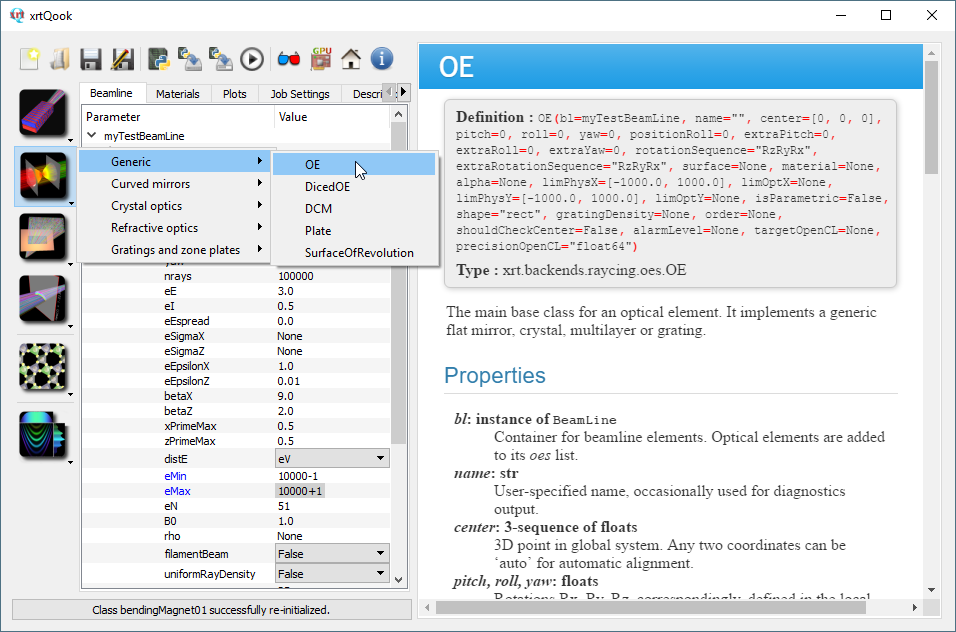 xrtQook
GPU
Beamline
Materials
Plots
Job Settings
Descri
Parameter
Value
myTestBeamLine
Generic
Curved mirrors
Crystal optics
Refractive optics
Gratings and zone plates
OE
DicedOE
DCM
Plate
SurfaceOfRevolution
nrays 100000
eE 3.0
eI 0.5
eEspread 0.0
eSigmaX None
eSigmaZ None
eEpsilonX 1.0
eEpsilonZ 0.01
betaX 9.0
betaZ 2.0
xPrimeMax 0.5
zPrimeMax 0.5
distE eV
eMin 10000-1
eMax 10000+1
eN 51
B0 1.0
rho None
filamentBeam False
uniformRayDensity False
Class bendingMagnet01 successfully re-initialized.
OE
Definition : OE(bl=myTestBeamLine, name="", center=[0, 0, 0],
pitch=0, roll=0, yaw=0, positionRoll=0, extraPitch=0,
extraRoll=0, extraYaw=0, rotationSequence="RzRyRx",
extraRotationSequence="RzRyRx", surface=None, material=None,
alpha=None, limPhysX=[-1000.0, 1000.0], limOptX=None,
limPhysY=[-1000.0, 1000.0], limOptY=None, isParametric=False,
shape="rect", gratingDensity=None, order=None,
shouldCheckCenter=False, alarmLevel=None, targetOpenCL=None,
precisionOpenCL="float64")
Type : xrt.backends.raycing.oes.OE
The main base class for an optical element. It implements a generic
flat mirror, crystal, multilayer or grating.
Properties
bl: instance of BeamLine
Container for beamline elements. Optical elements are added
to its oes list.
name: str
User-specified name, occasionally used for diagnostics
output.
center: 3-sequence of floats
3D point in global system. Any two coordinates can be
‘auto’ for automatic alignment.
pitch, roll, yaw: floats
Rotations Rx, Ry, Rz, correspondingly, defined in the local